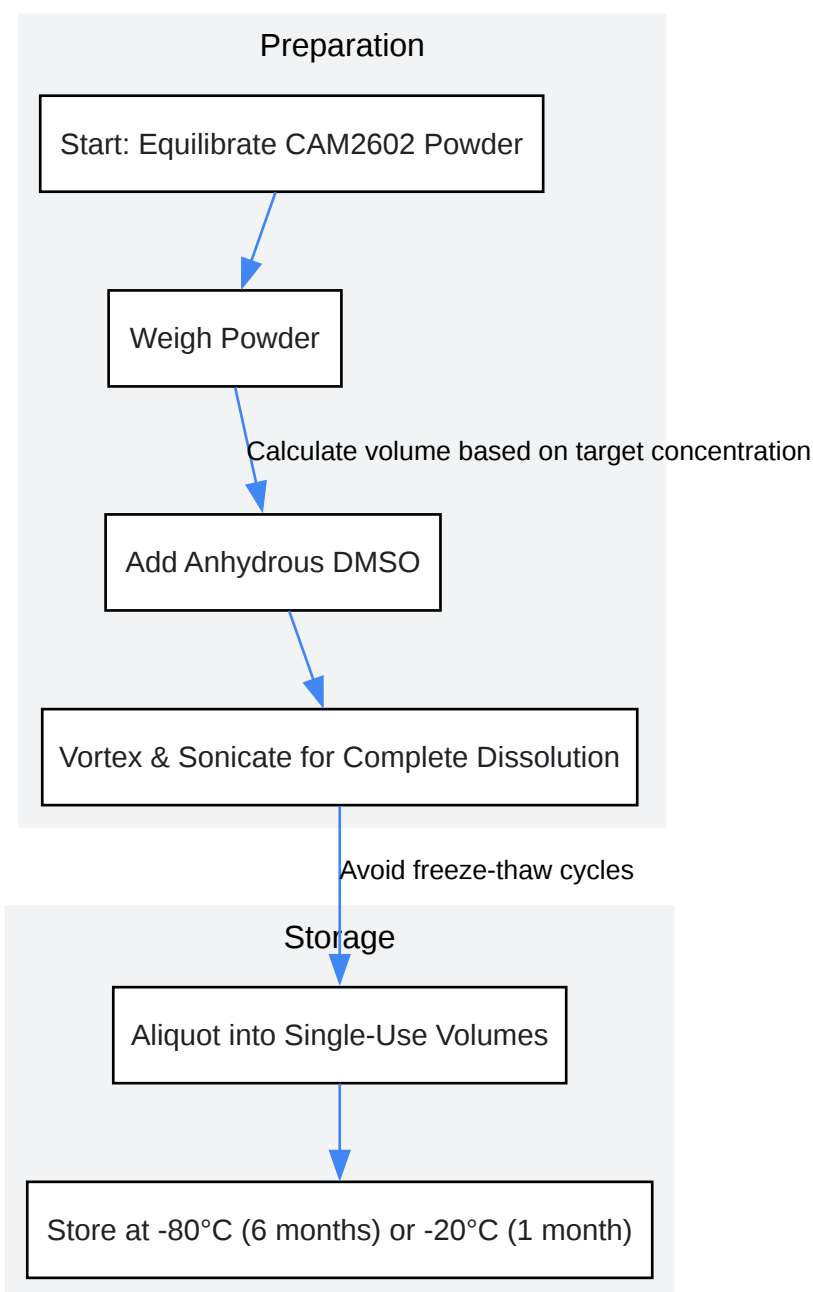 Preparation
Start: Equilibrate CAM2602 Powder
Weigh Powder
Calculate volume based on target concentration
Add Anhydrous DMSO
Vortex & Sonicate for Complete Dissolution
Avoid freeze-thaw cycles
Storage
Aliquot into Single-Use Volumes
Store at -80°C (6 months) or -20°C (1 month)